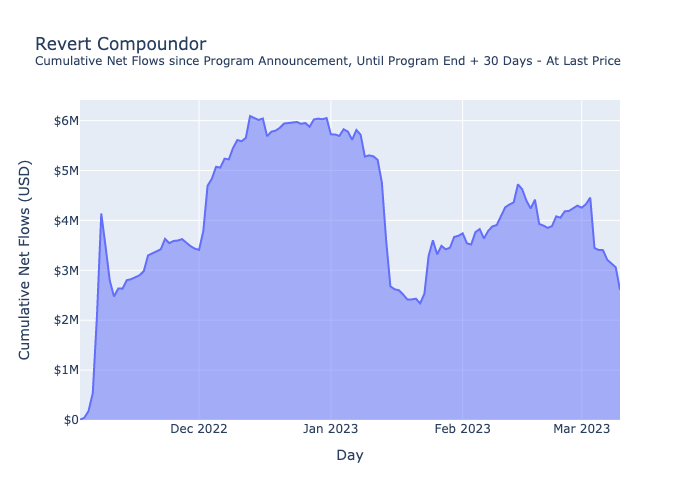 Revert Compoundor
Cumulative Net Flows since Program Announcement, Until Program End + 30 Days - At Last Price
Cumulative Net Flows (USD)
$6M
$5M
$4M
$3M
$2M
$1M
$0
Dec 2022
Jan 2023
Feb 2023
Mar 2023
Day